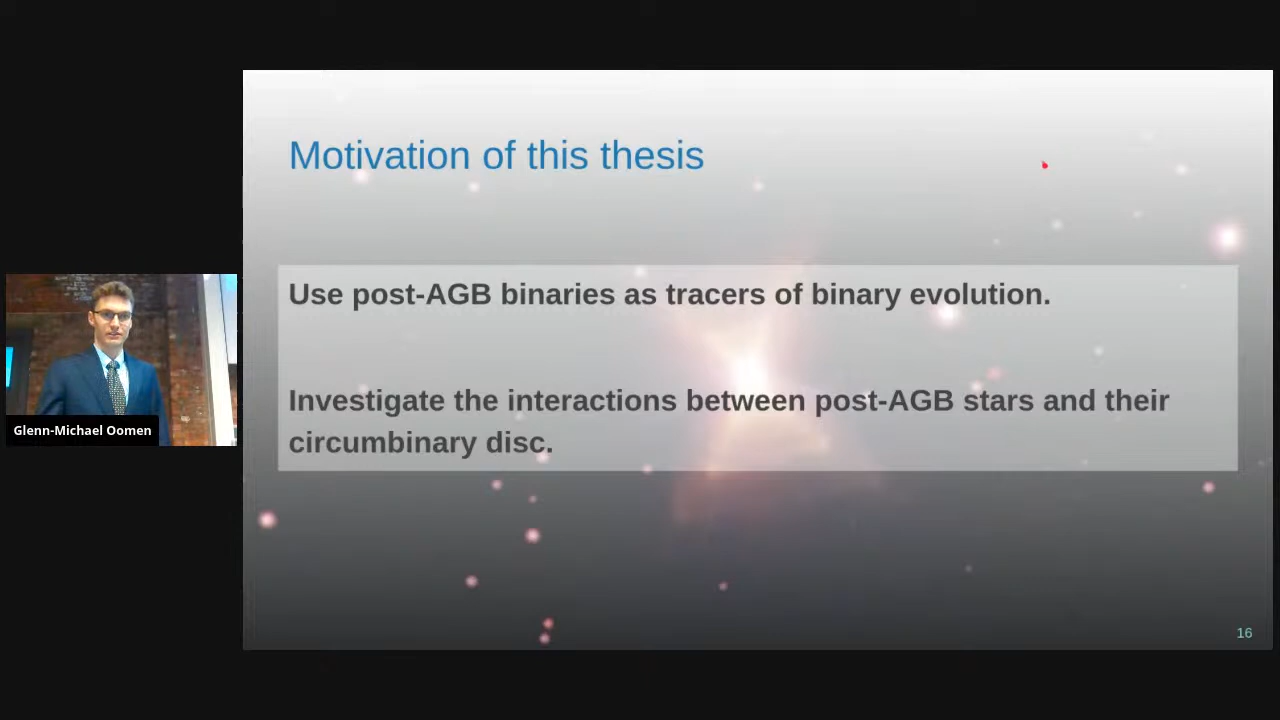 Motivation of this thesis
Use post-AGB binaries as tracers of binary evolution.
Investigate the interactions between post-AGB stars and their
circumbinary disc.
Glenn-Michael Oomen
16